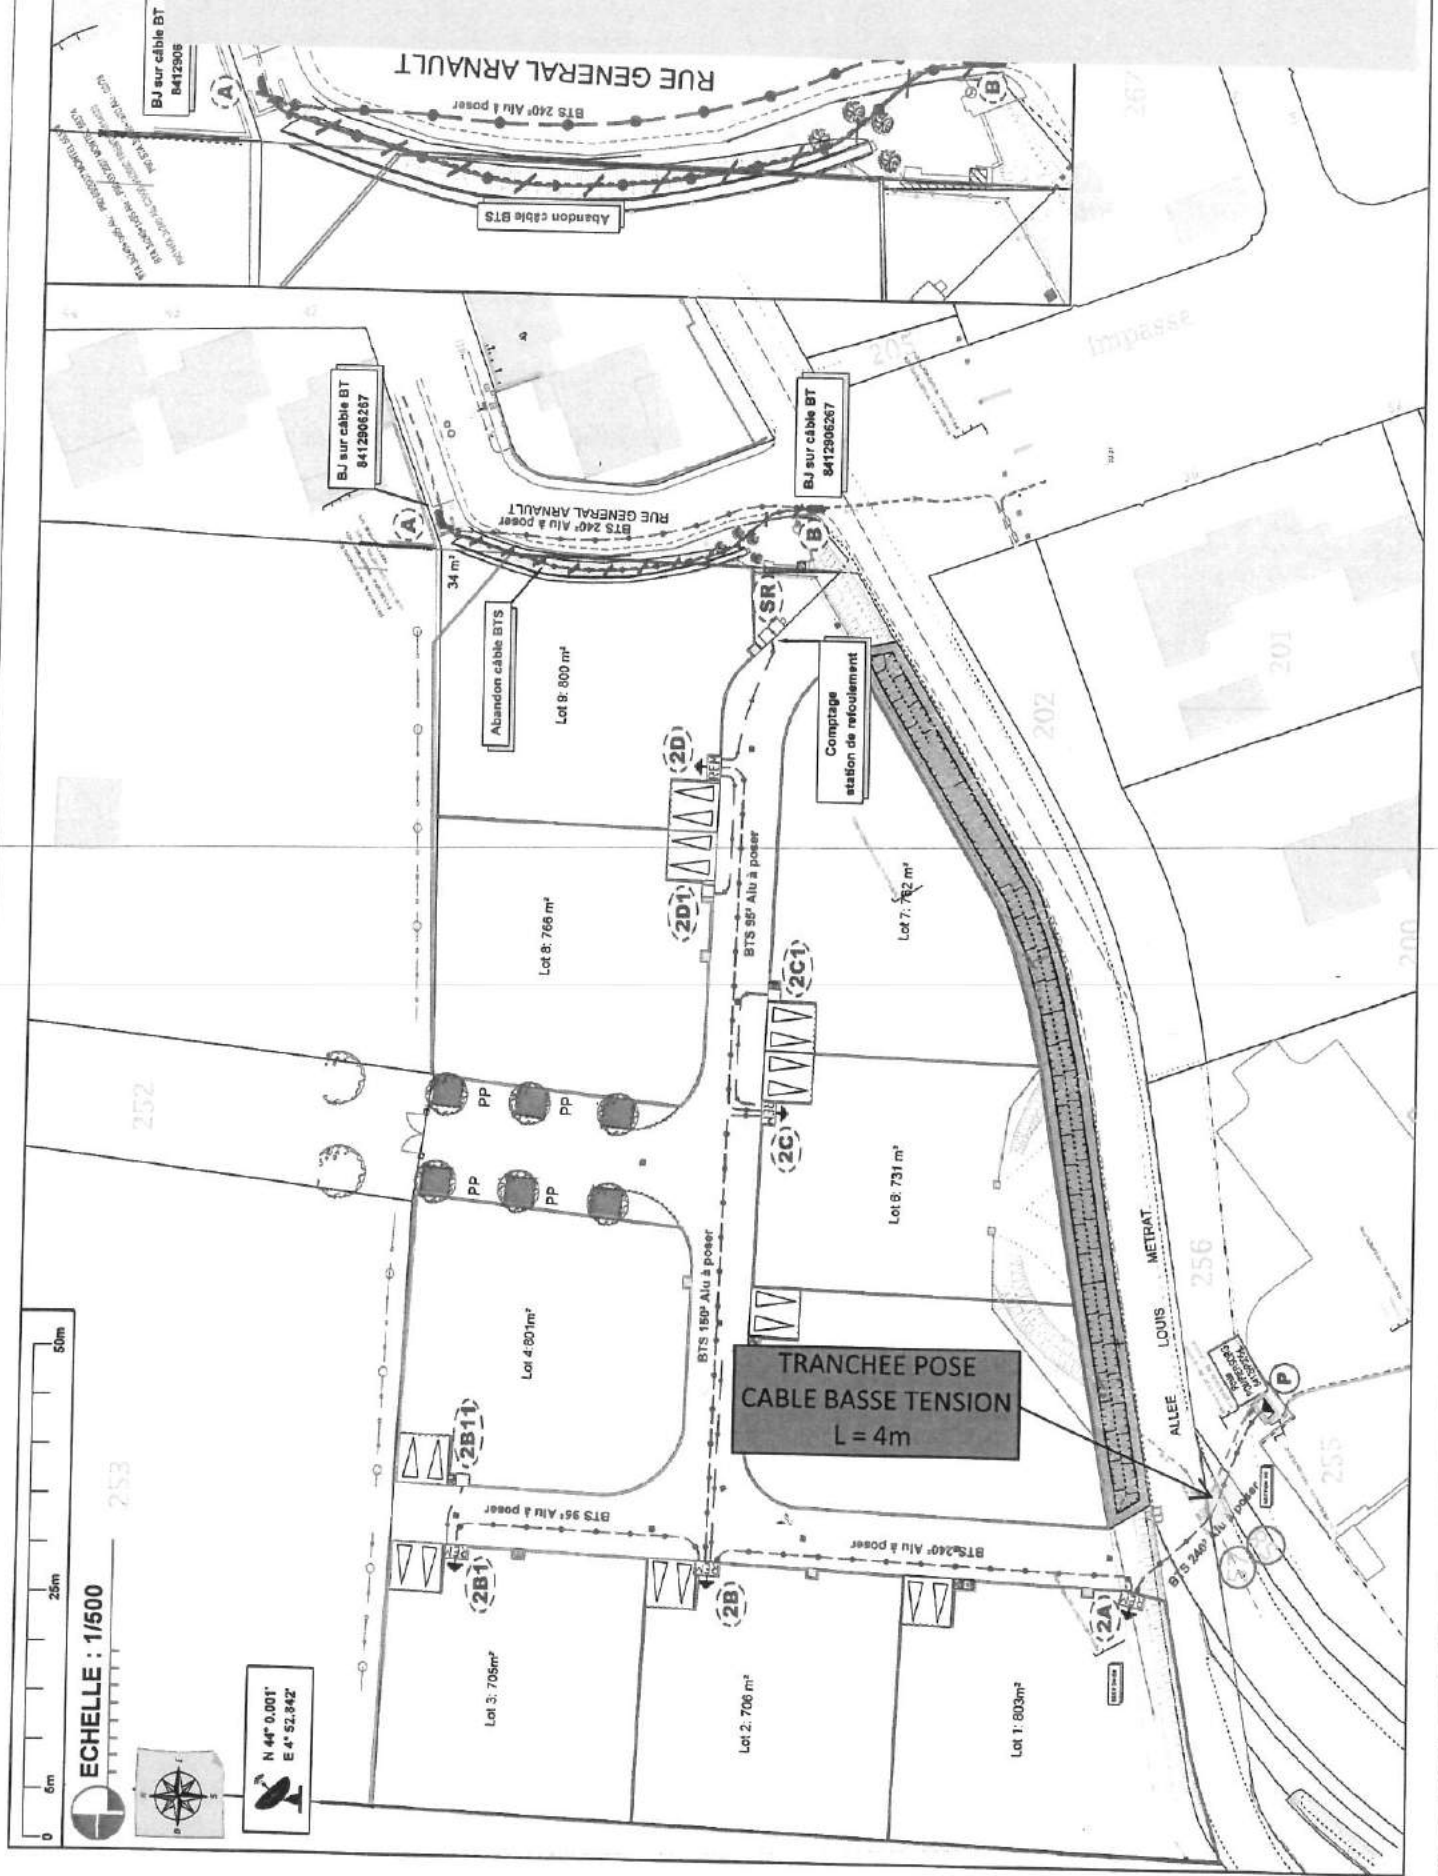 BJ sur câble BT
8412906
A
RUE GENERAL ARNAULT
BTS 240² Alu à poser
Abandon câble BTS
B
267
BJ sur câble BT
8412906267
A
RUE GENERAL ARNAULT
BTS 240² Alu à poser
BJ sur câble BT
8412906267
B
205
Impasse
34 m²
Abandon câble BTS
Lot 9: 800 m²
SR
Comptage
station de refoulement
202
201
200
2D
REM
2D1
Lot 8: 766 m²
BTS 95² Alu à poser
2C1
Lot 7: 762 m²
252
PP
PP
PP
PP
2C
Lot 6: 731 m²
BTS 150² Alu à poser
Lot 4:801m²
ALLEE LOUIS METRAT
256
TRANCHEE POSE
CABLE BASSE TENSION
L = 4m
P
255
2B11
BTS 95² Alu à poser
BTS 240² Alu à poser
BTS 240² Alu à poser
253
2B1
2B
2A
Lot 3: 705m²
Lot 2: 706 m²
Lot 1: 803m²
0
5m
25m
50m
ECHELLE : 1/500
N 44° 0.001'
E 4° 52.842'